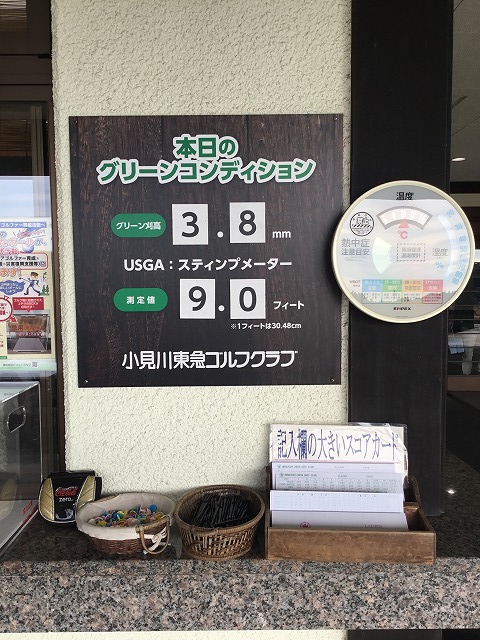 本日の
グリーンコンディション
グリーン刈高 3.8 mm
USGA：スティンプメーター
測定値 9.0 フィート
※1フィートは30.48cm
小見川東急ゴルフクラブ
温度
℃
熱中症
注意目安
湿度
EMPEX
記入欄の大きいスコアカード
Coca-Cola
zero